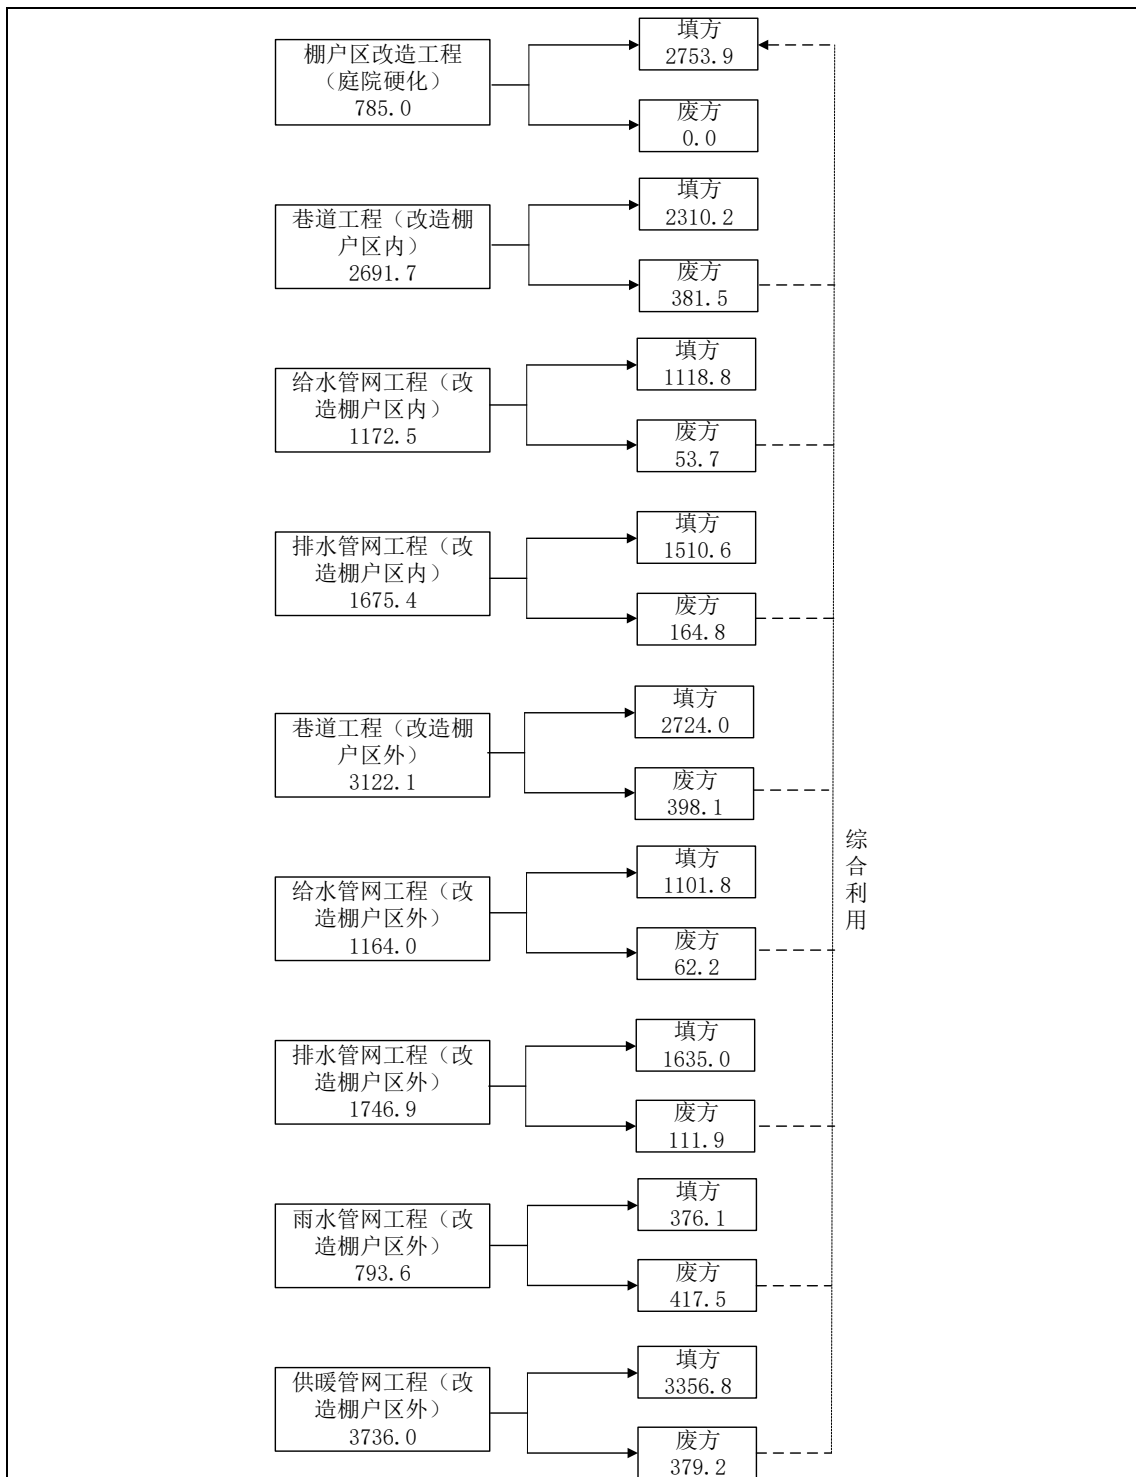 棚户区改造工程
（庭院硬化）
785.0
填方
2753.9
废方
0.0
巷道工程（改造棚
户区内）
2691.7
填方
2310.2
废方
381.5
给水管网工程（改
造棚户区内）
1172.5
填方
1118.8
废方
53.7
排水管网工程（改
造棚户区内）
1675.4
填方
1510.6
废方
164.8
巷道工程（改造棚
户区外）
3122.1
填方
2724.0
废方
398.1
给水管网工程（改
造棚户区外）
1164.0
填方
1101.8
废方
62.2
排水管网工程（改
造棚户区外）
1746.9
填方
1635.0
废方
111.9
雨水管网工程（改
造棚户区外）
793.6
填方
376.1
废方
417.5
供暖管网工程（改
造棚户区外）
3736.0
填方
3356.8
废方
379.2
综合利用